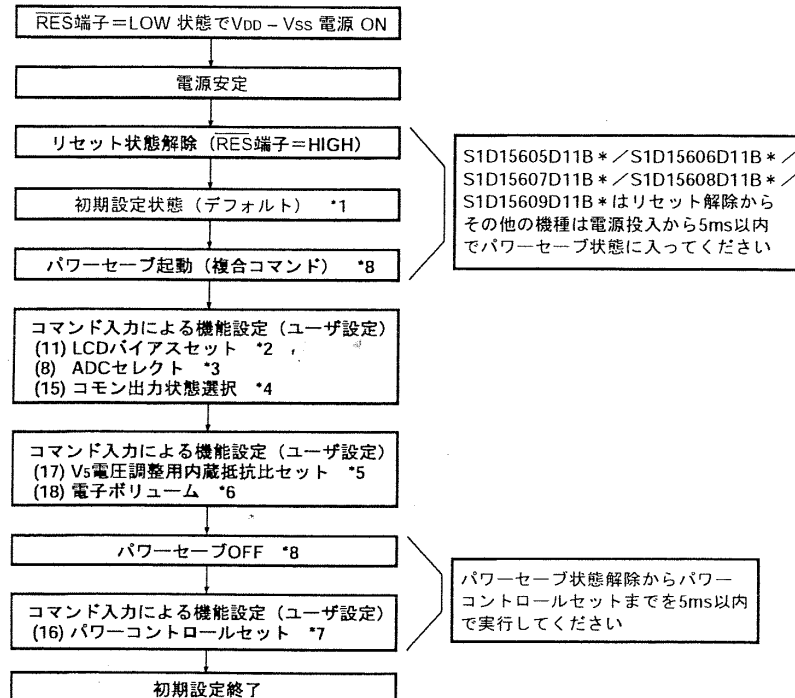 RES端子＝LOW 状態でVDD – VSS 電源 ON
電源安定
リセット状態解除（RES端子＝HIGH）
初期設定状態（デフォルト） *1
パワーセーブ起動（複合コマンド） *8
S1D15605D11B＊／S1D15606D11B＊／
S1D15607D11B＊／S1D15608D11B＊／
S1D15609D11B＊はリセット解除から
その他の機種は電源投入から5ms以内
でパワーセーブ状態に入ってください
コマンド入力による機能設定（ユーザ設定）
(11) LCDバイアスセット *2
(8) ADCセレクト *3
(15) コモン出力状態選択 *4
コマンド入力による機能設定（ユーザ設定）
(17) V5電圧調整用内蔵抵抗比セット *5
(18) 電子ボリューム *6
パワーセーブOFF *8
コマンド入力による機能設定（ユーザ設定）
(16) パワーコントロールセット *7
パワーセーブ状態解除からパワー
コントロールセットまでを5ms以内
で実行してください
初期設定終了